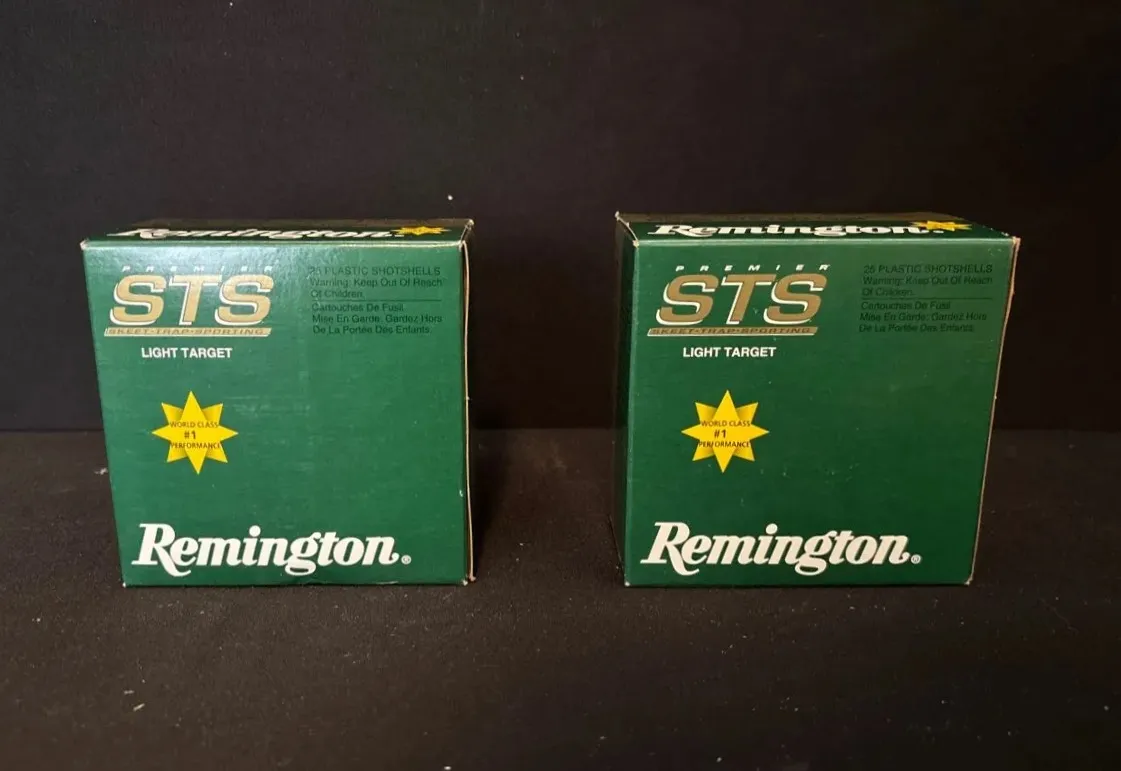 Remington.
PREMIER
STS
SKEET-TRAP-SPORTING
LIGHT TARGET
25 PLASTIC SHOTSHELLS
Warning: Keep Out Of Reach
Of Children.
Cartouches De Fusil
Mise En Garde: Gardez Hors
De La Portée Des Enfants.
WORLD CLASS
#1
PERFORMANCE
Remington®
Remington.
PREMIER
STS
SKEET-TRAP-SPORTING
LIGHT TARGET
25 PLASTIC SHOTSHELLS
Warning: Keep Out Of Reach
Of Children.
Cartouches De Fusil
Mise En Garde: Gardez Hors
De La Portée Des Enfants.
WORLD CLASS
#1
PERFORMANCE
Remington®